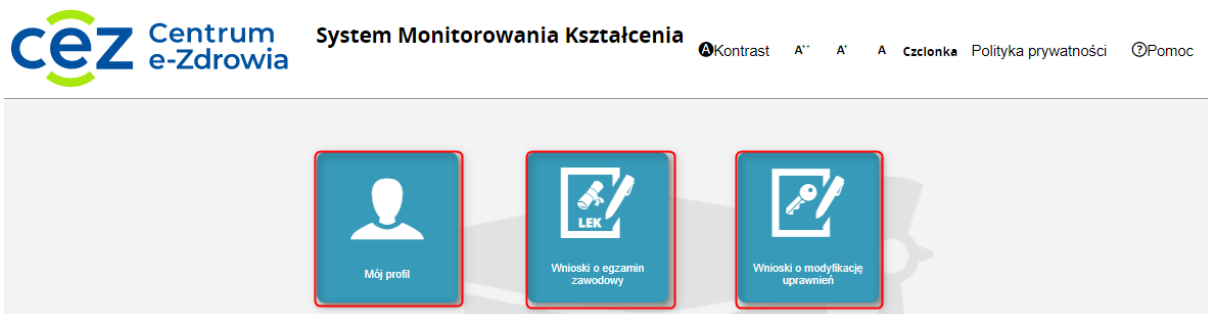 cez Centrum
e-Zdrowia
System Monitorowania Kształcenia
AKontrast A++ A+ A Czcionka Polityka prywatności ?Pomoc
Mój profil
LEK
Wnioski o egzamin
zawodowy
Wnioski o modyfikację
uprawnień